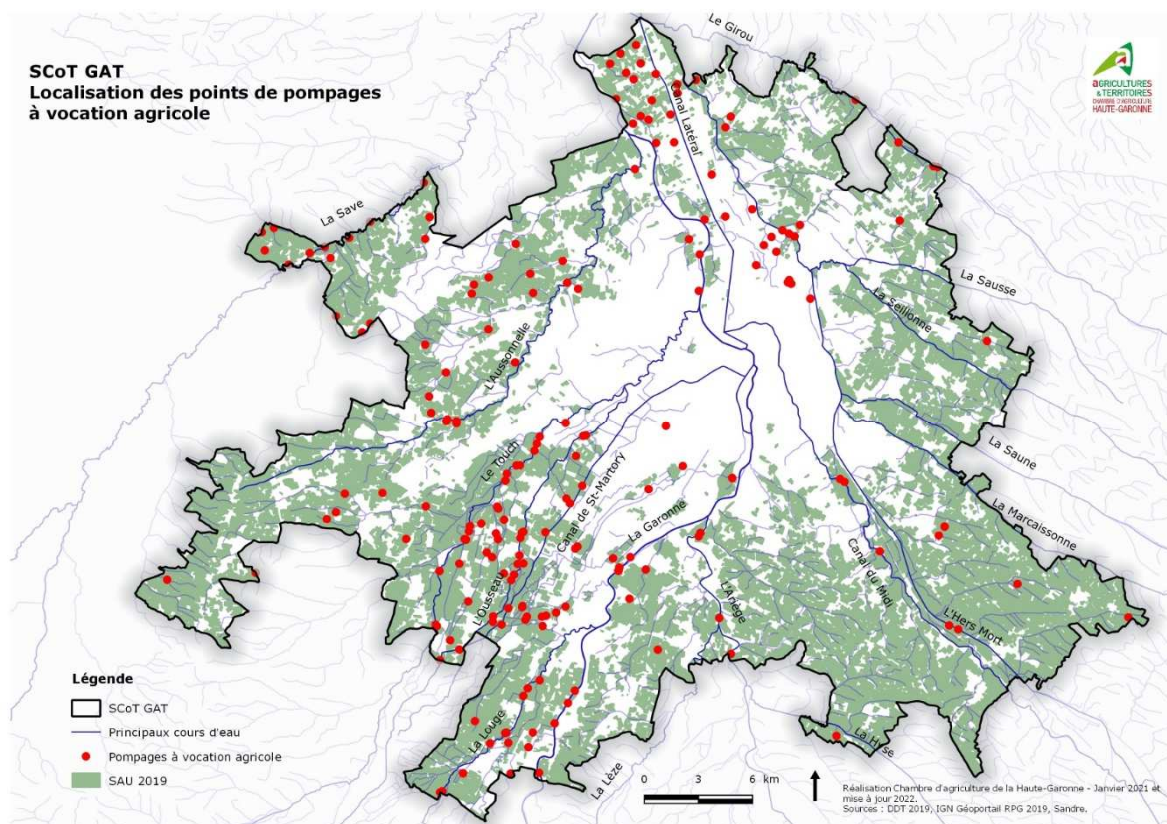 SCoT GAT
Localisation des points de pompages
à vocation agricole
Le Girou
AGRICULTURES
& TERRITOIRES
CHAMBRE D'AGRICULTURE
HAUTE-GARONNE
Canal Latéral
La Save
La Sausse
La Seillonne
L'Aussonnelle
La Saune
Le Touch
Canal de St-Martory
La Garonne
La Marcaissonne
Canal du Midi
L'Ousseau
L'Ariège
L'Hers Mort
La Louge
La Hyse
La Lèze
Légende
SCoT GAT
Principaux cours d'eau
Pompages à vocation agricole
SAU 2019
0 3 6 km
Réalisation Chambre d'agriculture de la Haute-Garonne - Janvier 2021 et
mise à jour 2022.
Sources : DDT 2019, IGN Géoportail RPG 2019, Sandre.